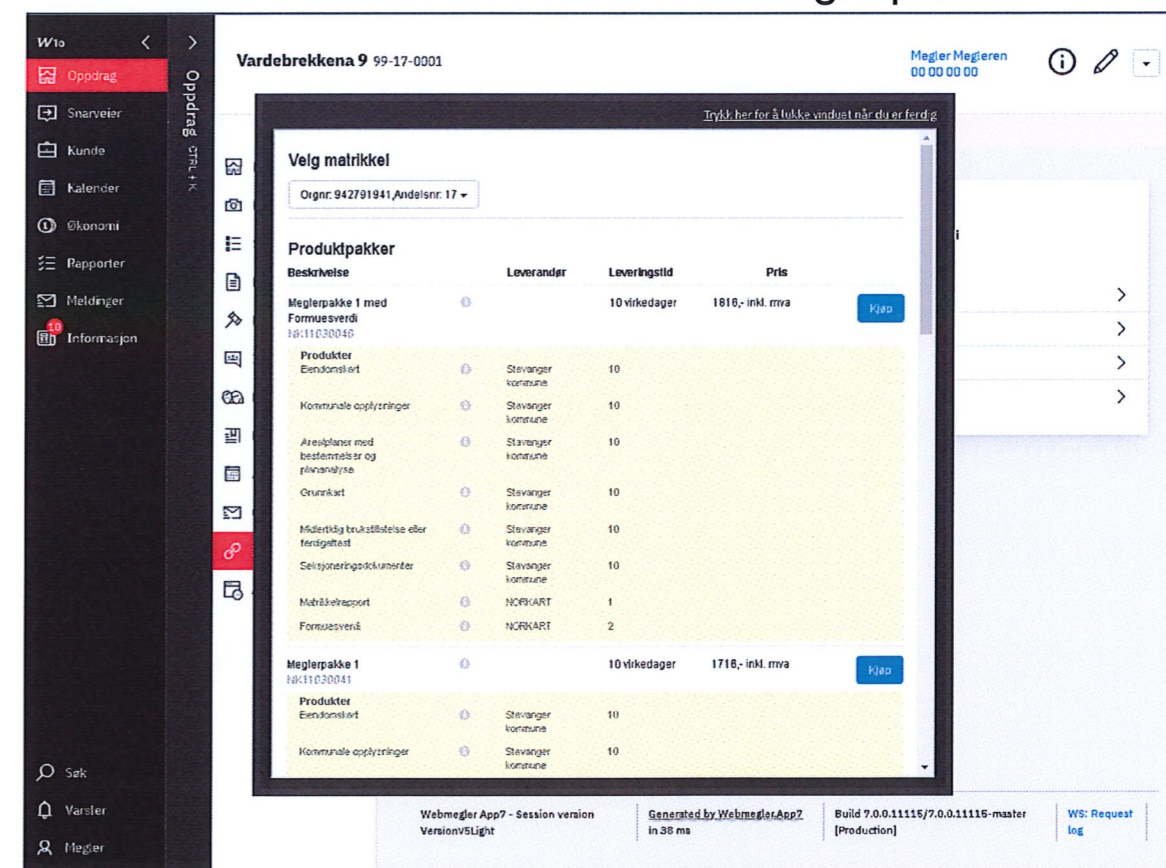 W10
Oppdrag
Snarveier
Kunde
Kalender
Økonomi
Rapporter
Meldinger
10
Informasjon
Søk
Varsler
Megler
Oppdrag CTRL + K
Vardebrekkena 9 99-17-0001
Megler Megleren
00 00 00 00
Trykk her for å lukke vinduet når du er ferdig
Velg matrikkel
Orgnr: 942791941,Andelsnr: 17
Produktpakker
Beskrivelse Leverandør Leveringstid Pris
Meglerpakke 1 med 10 virkedager 1816,- inkl. mva Kjøp
Formuesverdi
NK11030046
Produkter
Eiendomskart Stavanger 10
kommune
Kommunale opplysninger Stavanger 10
kommune
Arealplaner med Stavanger 10
bestemmelser og kommune
plananalyse
Grunnkart Stavanger 10
kommune
Midlertidig brukstillatelse eller Stavanger 10
ferdigattest kommune
Seksjoneringsdokumenter Stavanger 10
kommune
Matrikkelrapport NORKART 1
Formuesverdi NORKART 2
Meglerpakke 1 10 virkedager 1716,- inkl. mva Kjøp
NK11030041
Produkter
Eiendomskart Stavanger 10
kommune
Kommunale opplysninger Stavanger 10
kommune
i
Webmegler App7 - Session version
VersionV5Light
Generated by Webmegler.App7
in 38 ms
Build 7.0.0.11115/7.0.0.11115-master
[Production]
WS: Request
log